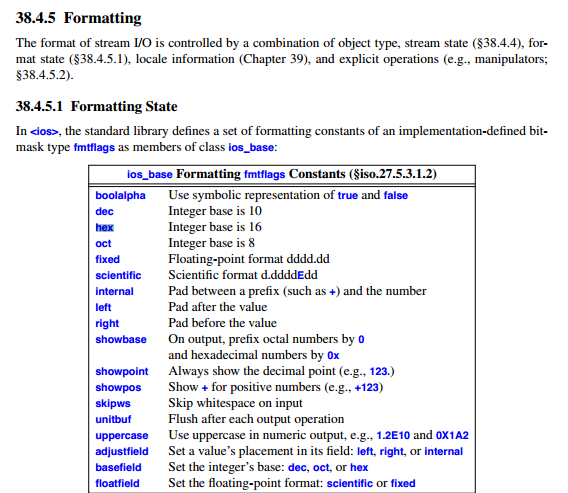 38.4.5 Formatting
The format of stream I/O is controlled by a combination of object type, stream state (§38.4.4), for-
mat state (§38.4.5.1), locale information (Chapter 39), and explicit operations (e.g., manipulators;
§38.4.5.2).
38.4.5.1 Formatting State
In <ios>, the standard library defines a set of formatting constants of an implementation-defined bit-
mask type fmtflags as members of class ios_base:
ios_base Formatting fmtflags Constants (§iso.27.5.3.1.2)
boolalpha Use symbolic representation of true and false
dec Integer base is 10
hex Integer base is 16
oct Integer base is 8
fixed Floating-point format dddd.dd
scientific Scientific format d.ddddEdd
internal Pad between a prefix (such as +) and the number
left Pad after the value
right Pad before the value
showbase On output, prefix octal numbers by 0
and hexadecimal numbers by 0x
showpoint Always show the decimal point (e.g., 123.)
showpos Show + for positive numbers (e.g., +123)
skipws Skip whitespace on input
unitbuf Flush after each output operation
uppercase Use uppercase in numeric output, e.g., 1.2E10 and 0X1A2
adjustfield Set a value's placement in its field: left, right, or internal
basefield Set the integer's base: dec, oct, or hex
floatfield Set the floating-point format: scientific or fixed